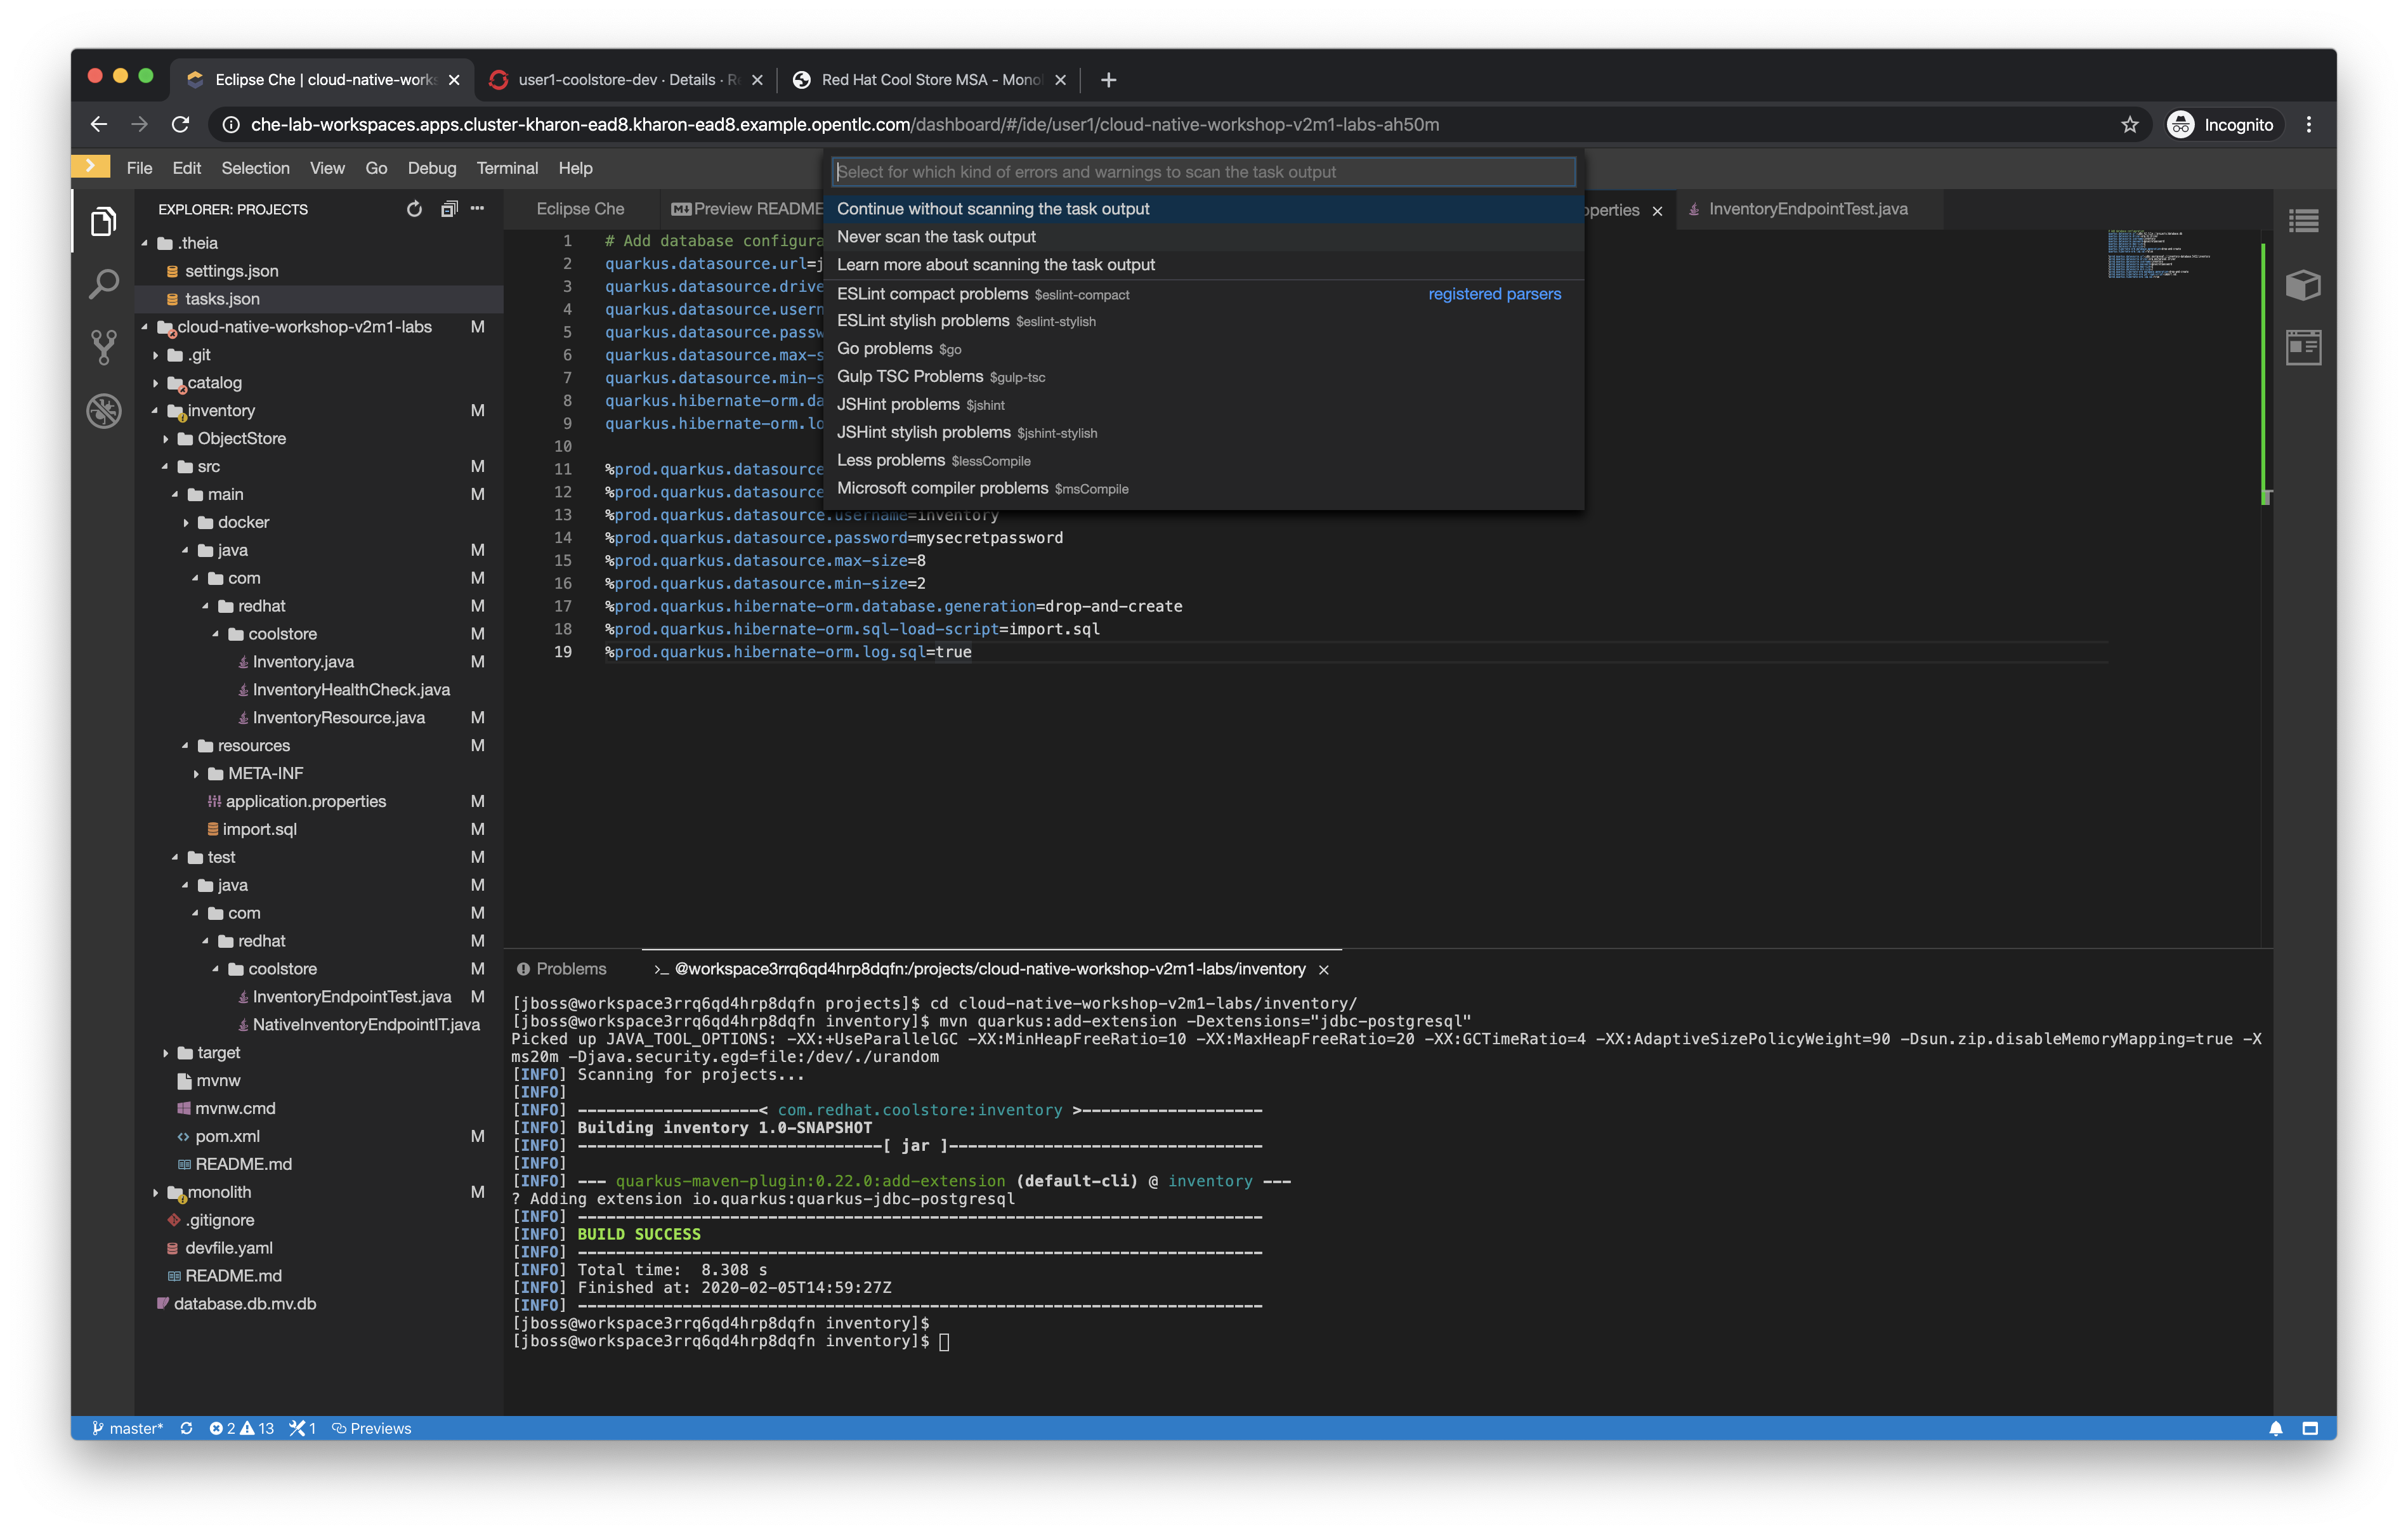 Eclipse Che | cloud-native-works
user1-coolstore-dev · Details · R
Red Hat Cool Store MSA - Mono
che-lab-workspaces.apps.cluster-kharon-ead8.kharon-ead8.example.opentlc.com/dashboard/#/ide/user1/cloud-native-workshop-v2m1-labs-ah50m
Incognito
File Edit Selection View Go Debug Terminal Help
Select for which kind of errors and warnings to scan the task output
Continue without scanning the task output
Never scan the task output
Learn more about scanning the task output
ESLint compact problems $eslint-compact registered parsers
ESLint stylish problems $eslint-stylish
Go problems $go
Gulp TSC Problems $gulp-tsc
JSHint problems $jshint
JSHint stylish problems $jshint-stylish
Less problems $lessCompile
Microsoft compiler problems $msCompile
EXPLORER: PROJECTS
.theia
settings.json
tasks.json
cloud-native-workshop-v2m1-labs M
.git
catalog
inventory M
ObjectStore
src M
main M
docker
java M
com M
redhat M
coolstore M
Inventory.java M
InventoryHealthCheck.java
InventoryResource.java M
resources M
META-INF
application.properties M
import.sql M
test M
java M
com M
redhat M
coolstore M
InventoryEndpointTest.java M
NativeInventoryEndpointIT.java
target
mvnw
mvnw.cmd
pom.xml M
README.md
monolith M
.gitignore
devfile.yaml
README.md
database.db.mv.db
Eclipse Che
Preview README
operties
InventoryEndpointTest.java
1 # Add database configura
2 quarkus.datasource.url=j
3 quarkus.datasource.drive
4 quarkus.datasource.usern
5 quarkus.datasource.passw
6 quarkus.datasource.max-s
7 quarkus.datasource.min-s
8 quarkus.hibernate-orm.da
9 quarkus.hibernate-orm.lo
10
11 %prod.quarkus.datasource
12 %prod.quarkus.datasource
13 %prod.quarkus.datasource.username=inventory
14 %prod.quarkus.datasource.password=mysecretpassword
15 %prod.quarkus.datasource.max-size=8
16 %prod.quarkus.datasource.min-size=2
17 %prod.quarkus.hibernate-orm.database.generation=drop-and-create
18 %prod.quarkus.hibernate-orm.sql-load-script=import.sql
19 %prod.quarkus.hibernate-orm.log.sql=true
Problems
>_ @workspace3rrq6qd4hrp8dqfn:/projects/cloud-native-workshop-v2m1-labs/inventory
[jboss@workspace3rrq6qd4hrp8dqfn projects]$ cd cloud-native-workshop-v2m1-labs/inventory/
[jboss@workspace3rrq6qd4hrp8dqfn inventory]$ mvn quarkus:add-extension -Dextensions="jdbc-postgresql"
Picked up JAVA_TOOL_OPTIONS: -XX:+UseParallelGC -XX:MinHeapFreeRatio=10 -XX:MaxHeapFreeRatio=20 -XX:GCTimeRatio=4 -XX:AdaptiveSizePolicyWeight=90 -Dsun.zip.disableMemoryMapping=true -X
ms20m -Djava.security.egd=file:/dev/./urandom
[INFO] Scanning for projects...
[INFO]
[INFO] ------------------< com.redhat.coolstore:inventory >-----------------
[INFO] Building inventory 1.0-SNAPSHOT
[INFO] -----------------------------[ jar ]------------------------------
[INFO]
[INFO] --- quarkus-maven-plugin:0.22.0:add-extension (default-cli) @ inventory ---
? Adding extension io.quarkus:quarkus-jdbc-postgresql
[INFO] -----------------------------------------------------------------
[INFO] BUILD SUCCESS
[INFO] -----------------------------------------------------------------
[INFO] Total time:  8.308 s
[INFO] Finished at: 2020-02-05T14:59:27Z
[INFO] -----------------------------------------------------------------
[jboss@workspace3rrq6qd4hrp8dqfn inventory]$
[jboss@workspace3rrq6qd4hrp8dqfn inventory]$
master* 2 13 1 Previews